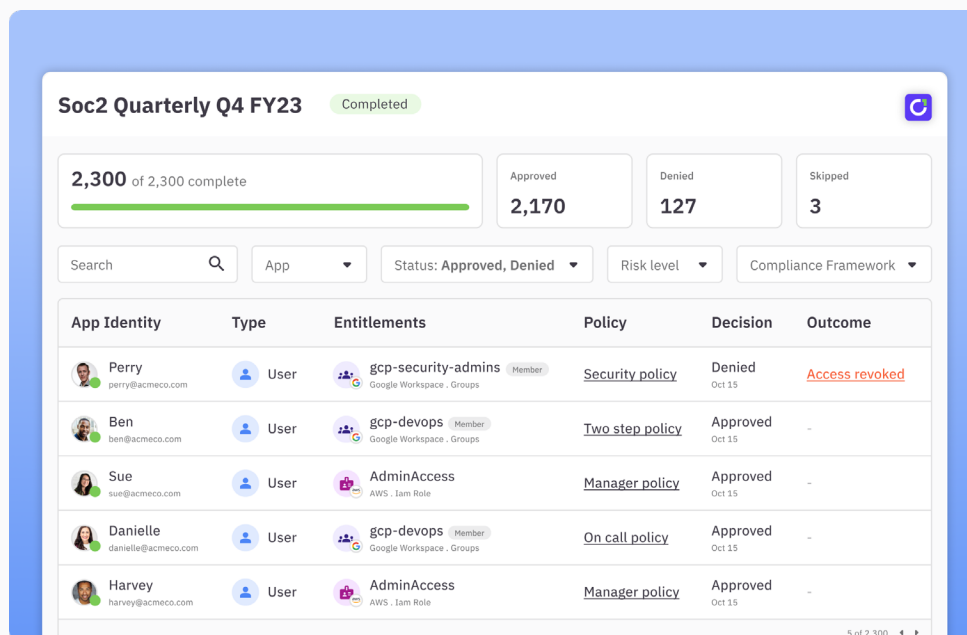 Soc2 Quarterly Q4 FY23 Completed
2,300 of 2,300 complete
Approved
2,170
Denied
127
Skipped
3
Search
App
Status: Approved, Denied
Risk level
Compliance Framework
App Identity Type Entitlements Policy Decision Outcome
Perry
perry@acmeco.com
User
gcp-security-admins Member
Google Workspace . Groups
Security policy
Denied
Oct 15
Access revoked
Ben
ben@acmeco.com
User
gcp-devops Member
Google Workspace . Groups
Two step policy
Approved
Oct 15
-
Sue
sue@acmeco.com
User
AdminAccess
AWS . Iam Role
Manager policy
Approved
Oct 15
-
Danielle
danielle@acmeco.com
User
gcp-devops Member
Google Workspace . Groups
On call policy
Approved
Oct 15
-
Harvey
harvey@acmeco.com
User
AdminAccess
AWS . Iam Role
Manager policy
Approved
Oct 15
-
5 of 2,300